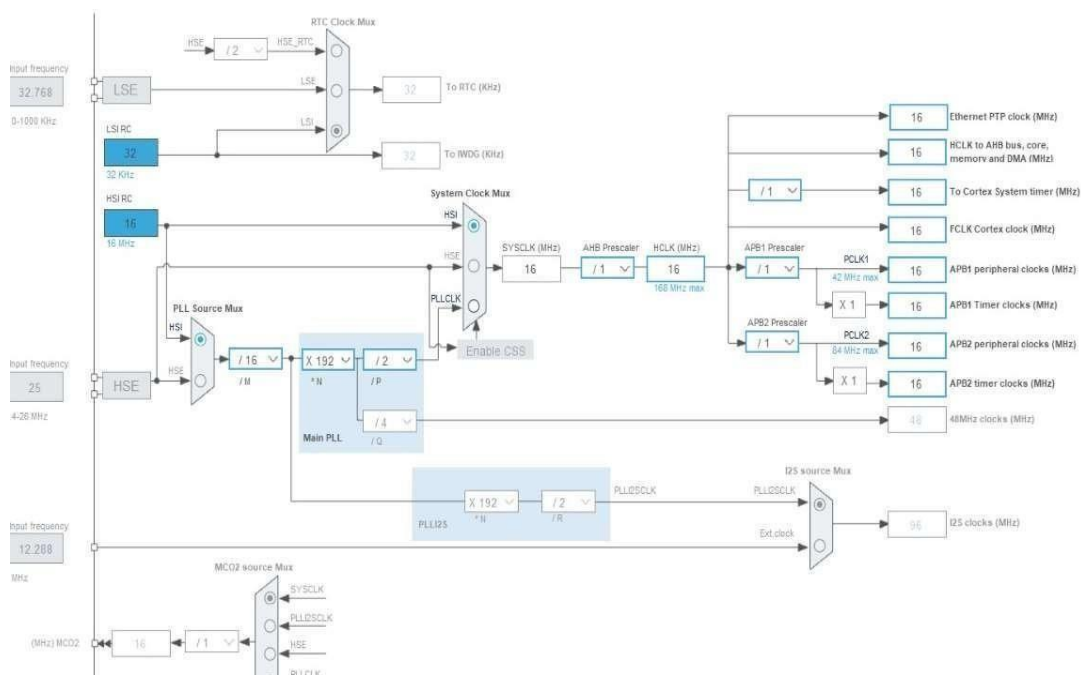 RTC Clock Mux
HSE
/ 2
HSE_RTC
Input frequency
32.768
LSE
LSE
32
To RTC (KHz)
0-1000 KHz
LSI RC
LSI
32
32 KHz
32
To IWDG (KHz)
HSI RC
16
16 MHz
System Clock Mux
HSI
HSE
PLLCLK
SYSCLK (MHz)
16
AHB Prescaler
/ 1
HCLK (MHz)
16
168 MHz max
16
Ethernet PTP clock (MHz)
16
HCLK to AHB bus, core,
memory and DMA (MHz)
/ 1
16
To Cortex System timer (MHz)
16
FCLK Cortex clock (MHz)
APB1 Prescaler
/ 1
PCLK1
42 MHz max
16
APB1 peripheral clocks (MHz)
X 1
16
APB1 Timer clocks (MHz)
APB2 Prescaler
/ 1
PCLK2
84 MHz max
16
APB2 peripheral clocks (MHz)
X 1
16
APB2 timer clocks (MHz)
PLL Source Mux
HSI
HSE
Input frequency
25
HSE
4-26 MHz
/ 16
/ M
X 192
* N
/ 2
/ P
Enable CSS
/ 4
/ Q
Main PLL
48MHz clocks (MHz)
X 192
* N
/ 2
/ R
PLLI2S
PLLI2SCLK
I2S source Mux
PLLI2SCLK
Ext.clock
96
I2S clocks (MHz)
Input frequency
12.288
MHz
MCO2 source Mux
SYSCLK
PLLI2SCLK
HSE
PLLCLK
(MHz) MCO2
16
/ 1